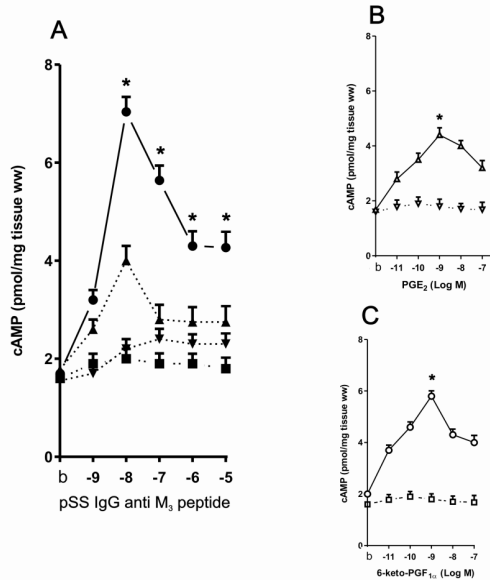 A
cAMP (pmol/mg tissue ww)
8
6
4
2
0
*
*
*
*
b -9 -8 -7 -6 -5
pSS IgG anti M₃ peptide
B
cAMP (pmol/mg tissue ww)
8
6
4
2
0
*
b -11 -10 -9 -8 -7
PGE₂ (Log M)
C
cAMP (pmol/mg tissue ww)
8
6
4
2
0
*
b -11 -10 -9 -8 -7
6-keto-PGF₁α (Log M)